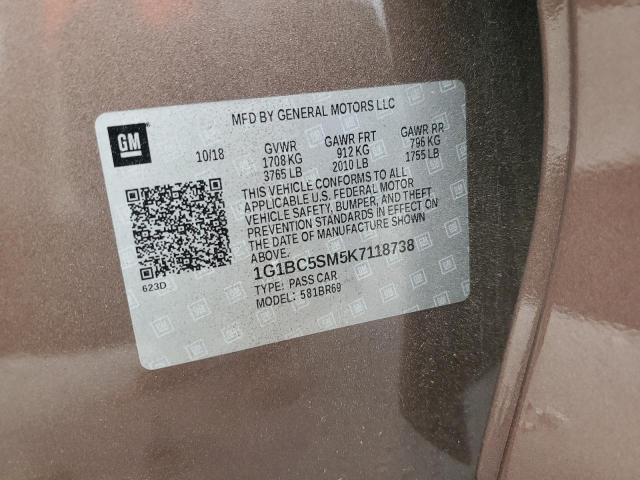 MFD BY GENERAL MOTORS LLC
GM
10/18 GVWR GAWR FRT GAWR RR
1708 KG 912 KG 796 KG
3765 LB 2010 LB 1755 LB
THIS VEHICLE CONFORMS TO ALL
APPLICABLE U.S. FEDERAL MOTOR
VEHICLE SAFETY, BUMPER, AND THEFT
PREVENTION STANDARDS IN EFFECT ON
THE DATE OF MANUFACTURE SHOWN
ABOVE.
1G1BC5SM5K7118738
TYPE: PASS CAR
MODEL: 581BR69
623D